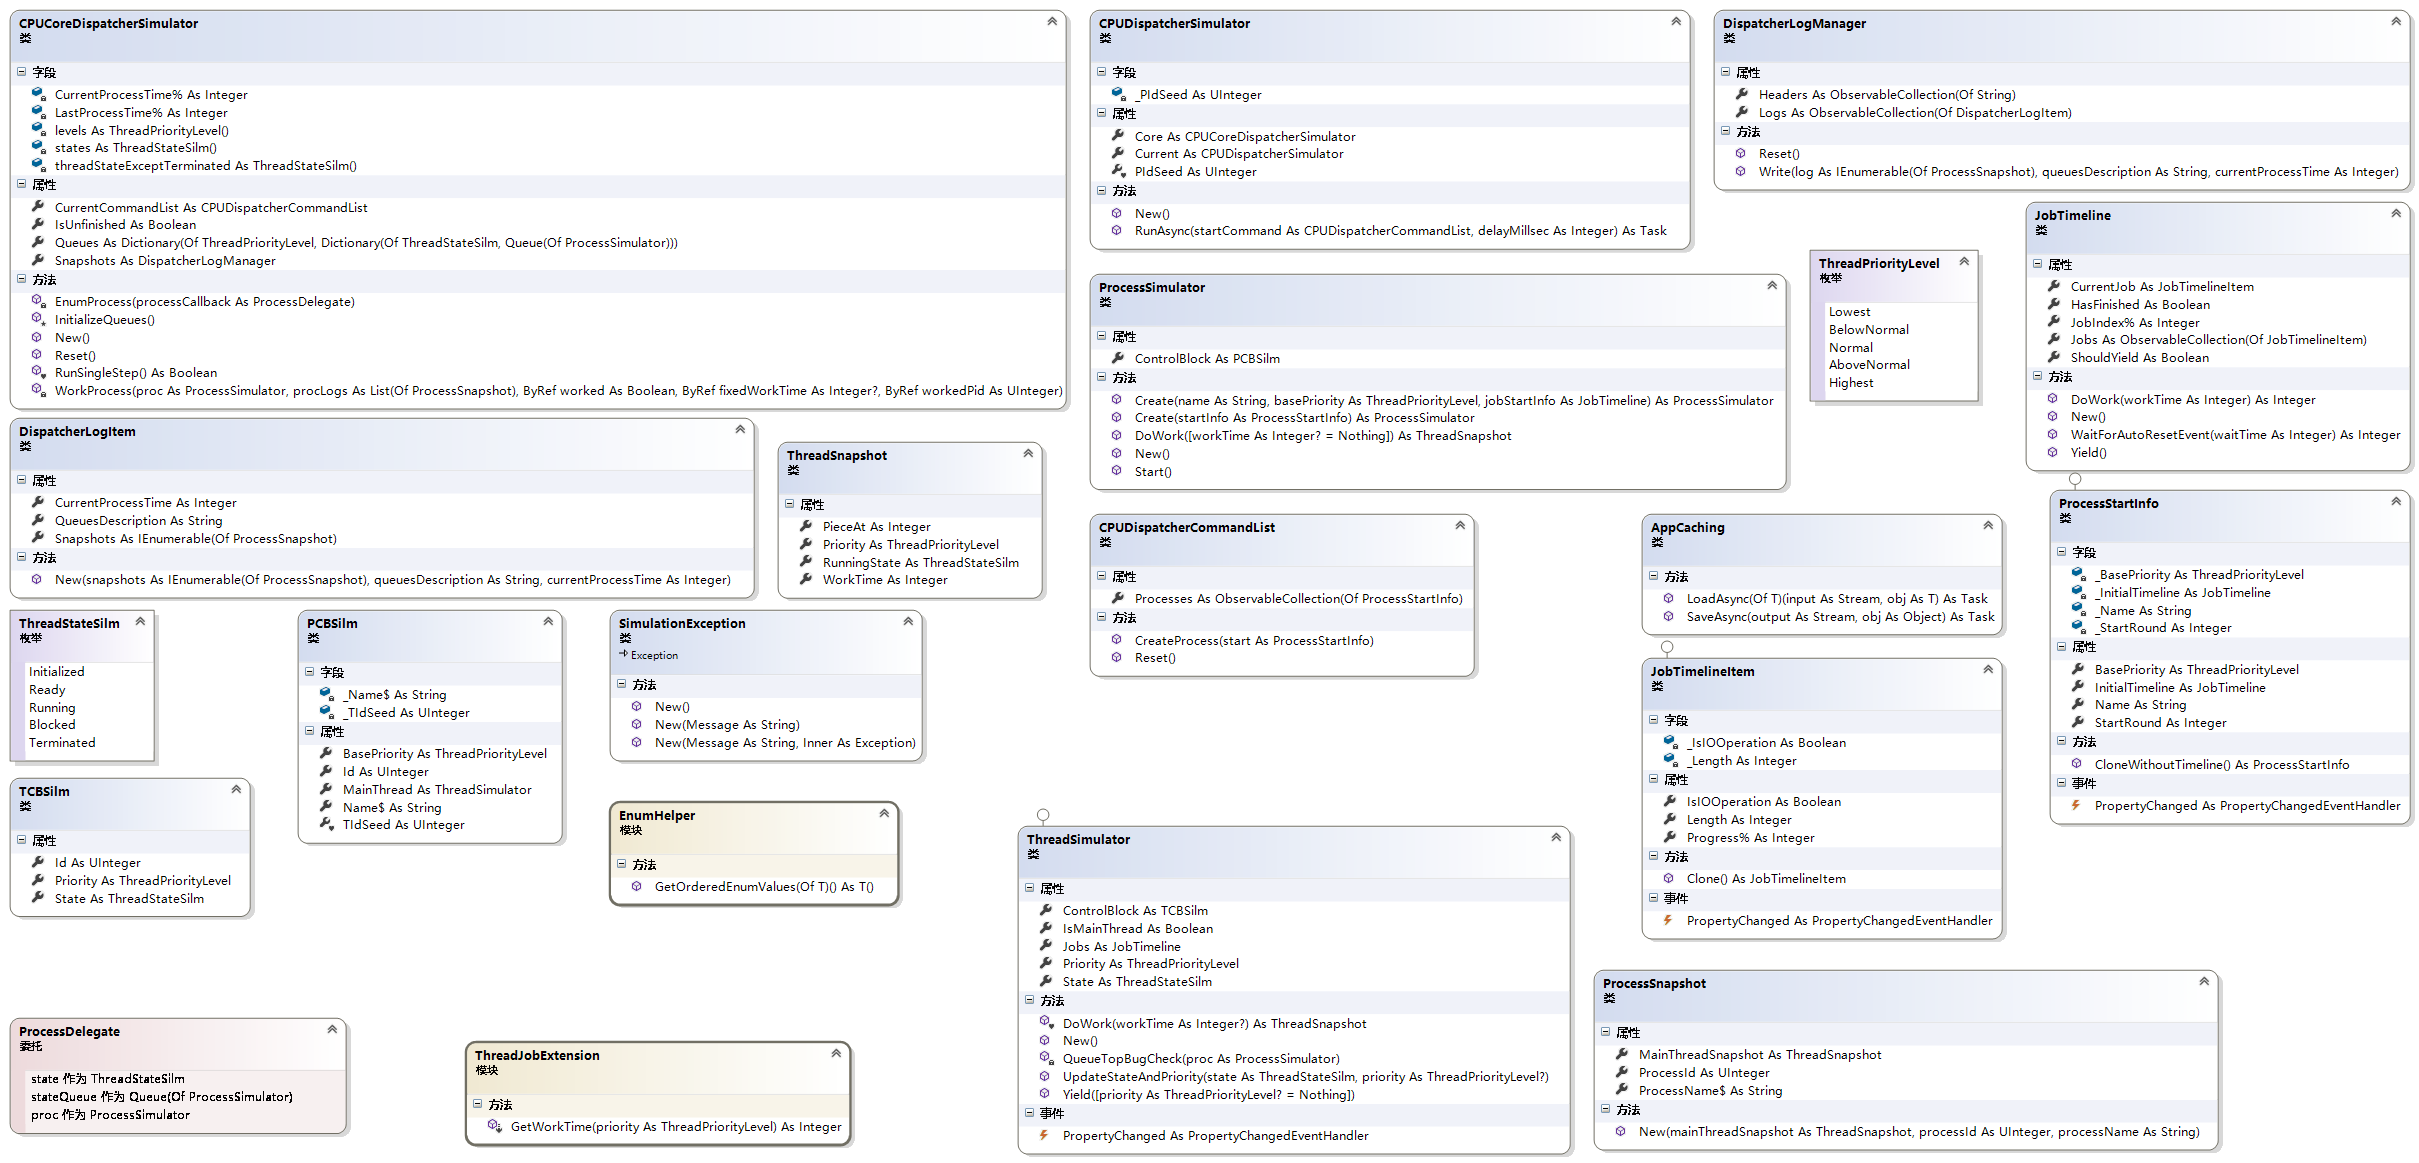 CPUCoreDispatcherSimulator
类
字段
CurrentProcessTime% As Integer
LastProcessTime% As Integer
levels As ThreadPriorityLevel()
states As ThreadStateSilm()
threadStateExceptTerminated As ThreadStateSilm()
属性
CurrentCommandList As CPUDispatcherCommandList
IsUnfinished As Boolean
Queues As Dictionary(Of ThreadPriorityLevel, Dictionary(Of ThreadStateSilm, Queue(Of ProcessSimulator)))
Snapshots As DispatcherLogManager
方法
EnumProcess(processCallback As ProcessDelegate)
InitializeQueues()
New()
Reset()
RunSingleStep() As Boolean
WorkProcess(proc As ProcessSimulator, procLogs As List(Of ProcessSnapshot), ByRef worked As Boolean, ByRef fixedWorkTime As Integer?, ByRef workedPid As UInteger)
CPUDispatcherSimulator
类
字段
_PIdSeed As UInteger
属性
Core As CPUCoreDispatcherSimulator
Current As CPUDispatcherSimulator
PIdSeed As UInteger
方法
New()
RunAsync(startCommand As CPUDispatcherCommandList, delayMillsec As Integer) As Task
DispatcherLogManager
类
属性
Headers As ObservableCollection(Of String)
Logs As ObservableCollection(Of DispatcherLogItem)
方法
Reset()
Write(log As IEnumerable(Of ProcessSnapshot), queuesDescription As String, currentProcessTime As Integer)
ProcessSimulator
类
属性
ControlBlock As PCBSilm
方法
Create(name As String, basePriority As ThreadPriorityLevel, jobStartInfo As JobTimeline) As ProcessSimulator
Create(startInfo As ProcessStartInfo) As ProcessSimulator
DoWork([workTime As Integer? = Nothing]) As ThreadSnapshot
New()
Start()
ThreadPriorityLevel
枚举
Lowest
BelowNormal
Normal
AboveNormal
Highest
JobTimeline
类
属性
CurrentJob As JobTimelineItem
HasFinished As Boolean
JobIndex% As Integer
Jobs As ObservableCollection(Of JobTimelineItem)
ShouldYield As Boolean
方法
DoWork(workTime As Integer) As Integer
New()
WaitForAutoResetEvent(waitTime As Integer) As Integer
Yield()
DispatcherLogItem
类
属性
CurrentProcessTime As Integer
QueuesDescription As String
Snapshots As IEnumerable(Of ProcessSnapshot)
方法
New(snapshots As IEnumerable(Of ProcessSnapshot), queuesDescription As String, currentProcessTime As Integer)
ThreadSnapshot
类
属性
PieceAt As Integer
Priority As ThreadPriorityLevel
RunningState As ThreadStateSilm
WorkTime As Integer
CPUDispatcherCommandList
类
属性
Processes As ObservableCollection(Of ProcessStartInfo)
方法
CreateProcess(start As ProcessStartInfo)
Reset()
AppCaching
类
方法
LoadAsync(Of T)(input As Stream, obj As T) As Task
SaveAsync(output As Stream, obj As Object) As Task
ProcessStartInfo
类
字段
_BasePriority As ThreadPriorityLevel
_InitialTimeline As JobTimeline
_Name As String
_StartRound As Integer
属性
BasePriority As ThreadPriorityLevel
InitialTimeline As JobTimeline
Name As String
StartRound As Integer
方法
CloneWithoutTimeline() As ProcessStartInfo
事件
PropertyChanged As PropertyChangedEventHandler
ThreadStateSilm
枚举
Initialized
Ready
Running
Blocked
Terminated
PCBSilm
类
字段
_Name$ As String
_TIdSeed As UInteger
属性
BasePriority As ThreadPriorityLevel
Id As UInteger
MainThread As ThreadSimulator
Name$ As String
TIdSeed As UInteger
SimulationException
类
Exception
方法
New()
New(Message As String)
New(Message As String, Inner As Exception)
JobTimelineItem
类
字段
_IsIOOperation As Boolean
_Length As Integer
属性
IsIOOperation As Boolean
Length As Integer
Progress% As Integer
方法
Clone() As JobTimelineItem
事件
PropertyChanged As PropertyChangedEventHandler
TCBSilm
类
属性
Id As UInteger
Priority As ThreadPriorityLevel
State As ThreadStateSilm
EnumHelper
模块
方法
GetOrderedEnumValues(Of T)() As T()
ThreadSimulator
类
属性
ControlBlock As TCBSilm
IsMainThread As Boolean
Jobs As JobTimeline
Priority As ThreadPriorityLevel
State As ThreadStateSilm
方法
DoWork(workTime As Integer?) As ThreadSnapshot
New()
QueueTopBugCheck(proc As ProcessSimulator)
UpdateStateAndPriority(state As ThreadStateSilm, priority As ThreadPriorityLevel?)
Yield([priority As ThreadPriorityLevel? = Nothing])
事件
PropertyChanged As PropertyChangedEventHandler
ProcessSnapshot
类
属性
MainThreadSnapshot As ThreadSnapshot
ProcessId As UInteger
ProcessName$ As String
方法
New(mainThreadSnapshot As ThreadSnapshot, processId As UInteger, processName As String)
ProcessDelegate
委托
state 作为 ThreadStateSilm
stateQueue 作为 Queue(Of ProcessSimulator)
proc 作为 ProcessSimulator
ThreadJobExtension
模块
方法
GetWorkTime(priority As ThreadPriorityLevel) As Integer